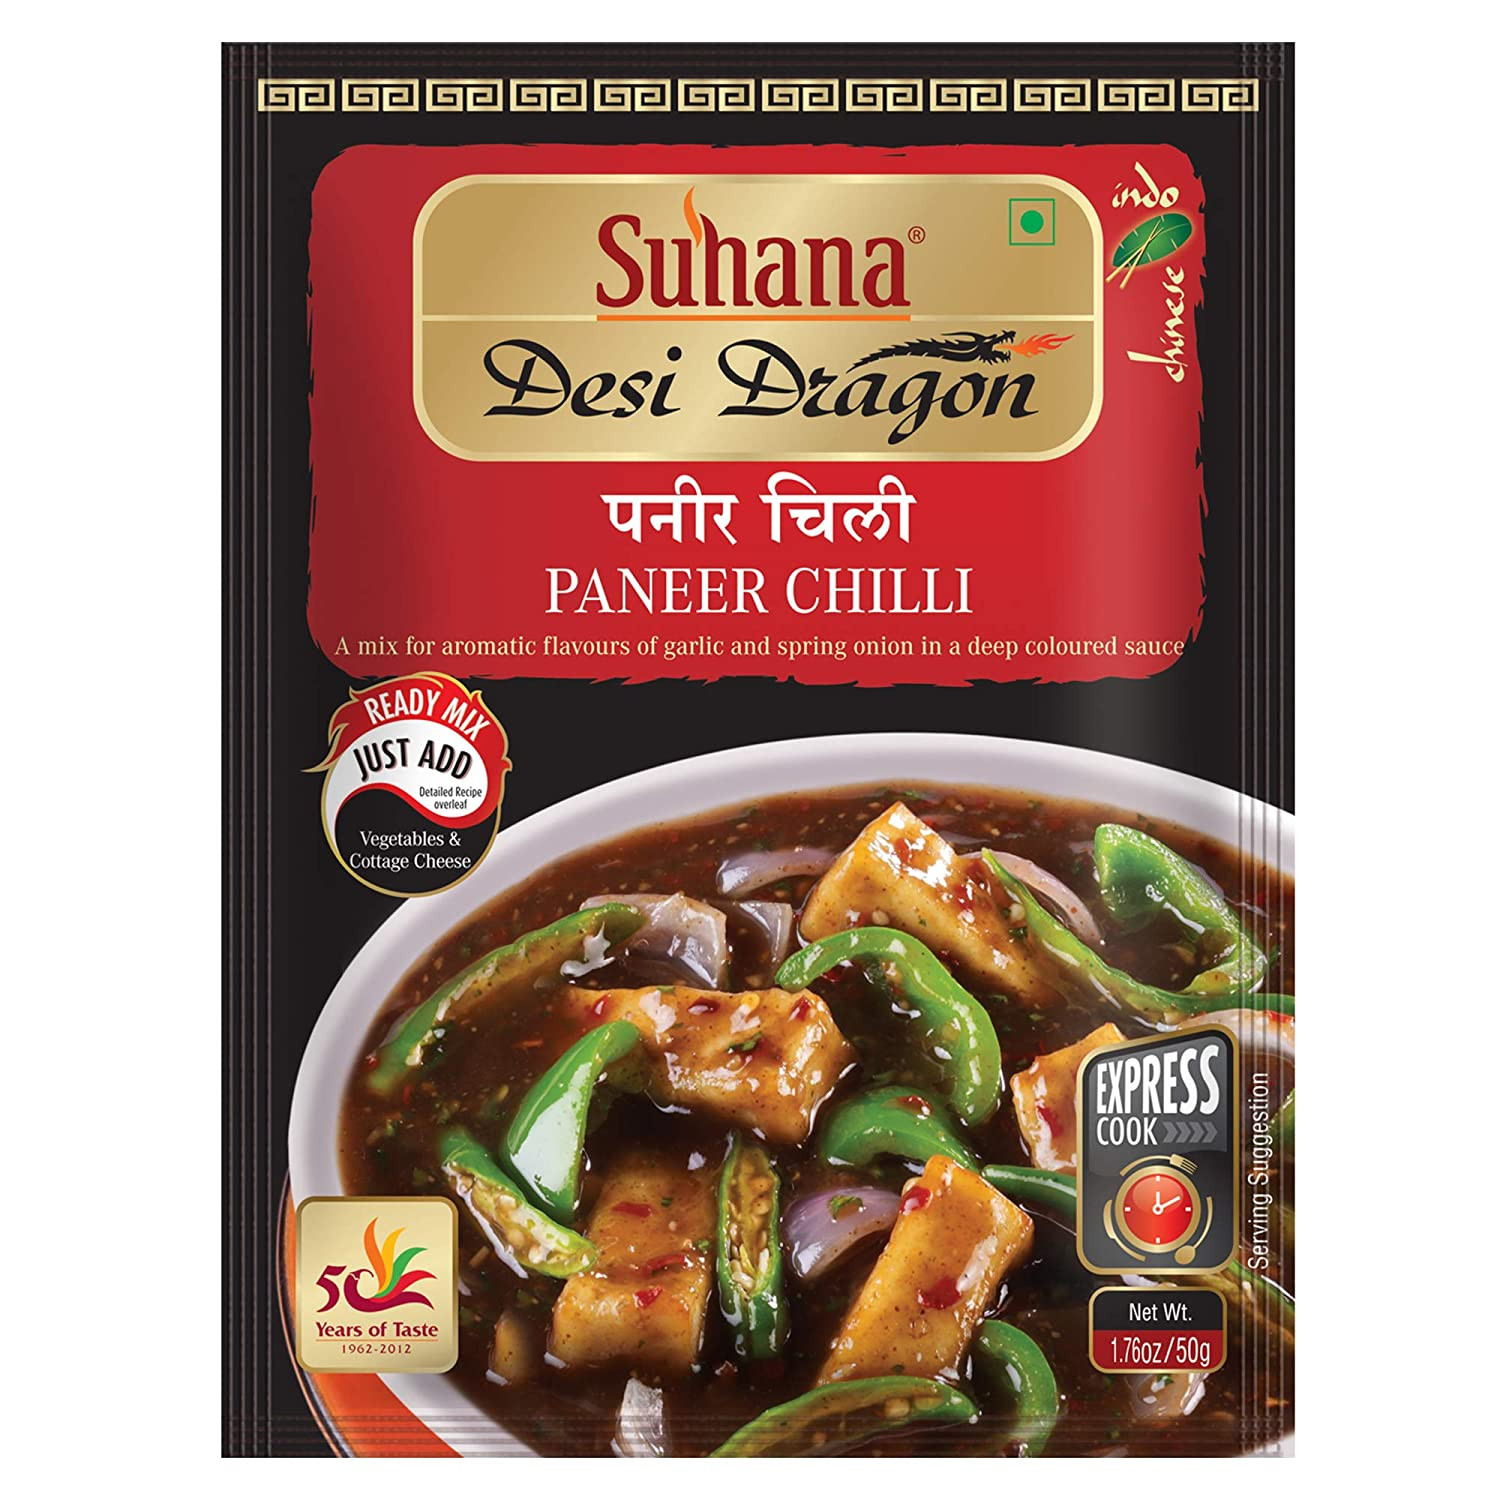 Suhana®
Desi Dragon
indo
chinese
पनीर चिली
PANEER CHILLI
A mix for aromatic flavours of garlic and spring onion in a deep coloured sauce
READY MIX
JUST ADD
Detailed Recipe
overleaf
Vegetables &
Cottage Cheese
EXPRESS
COOK
Serving Suggestion
50
Years of Taste
1962-2012
Net Wt.
1.76oz/50g